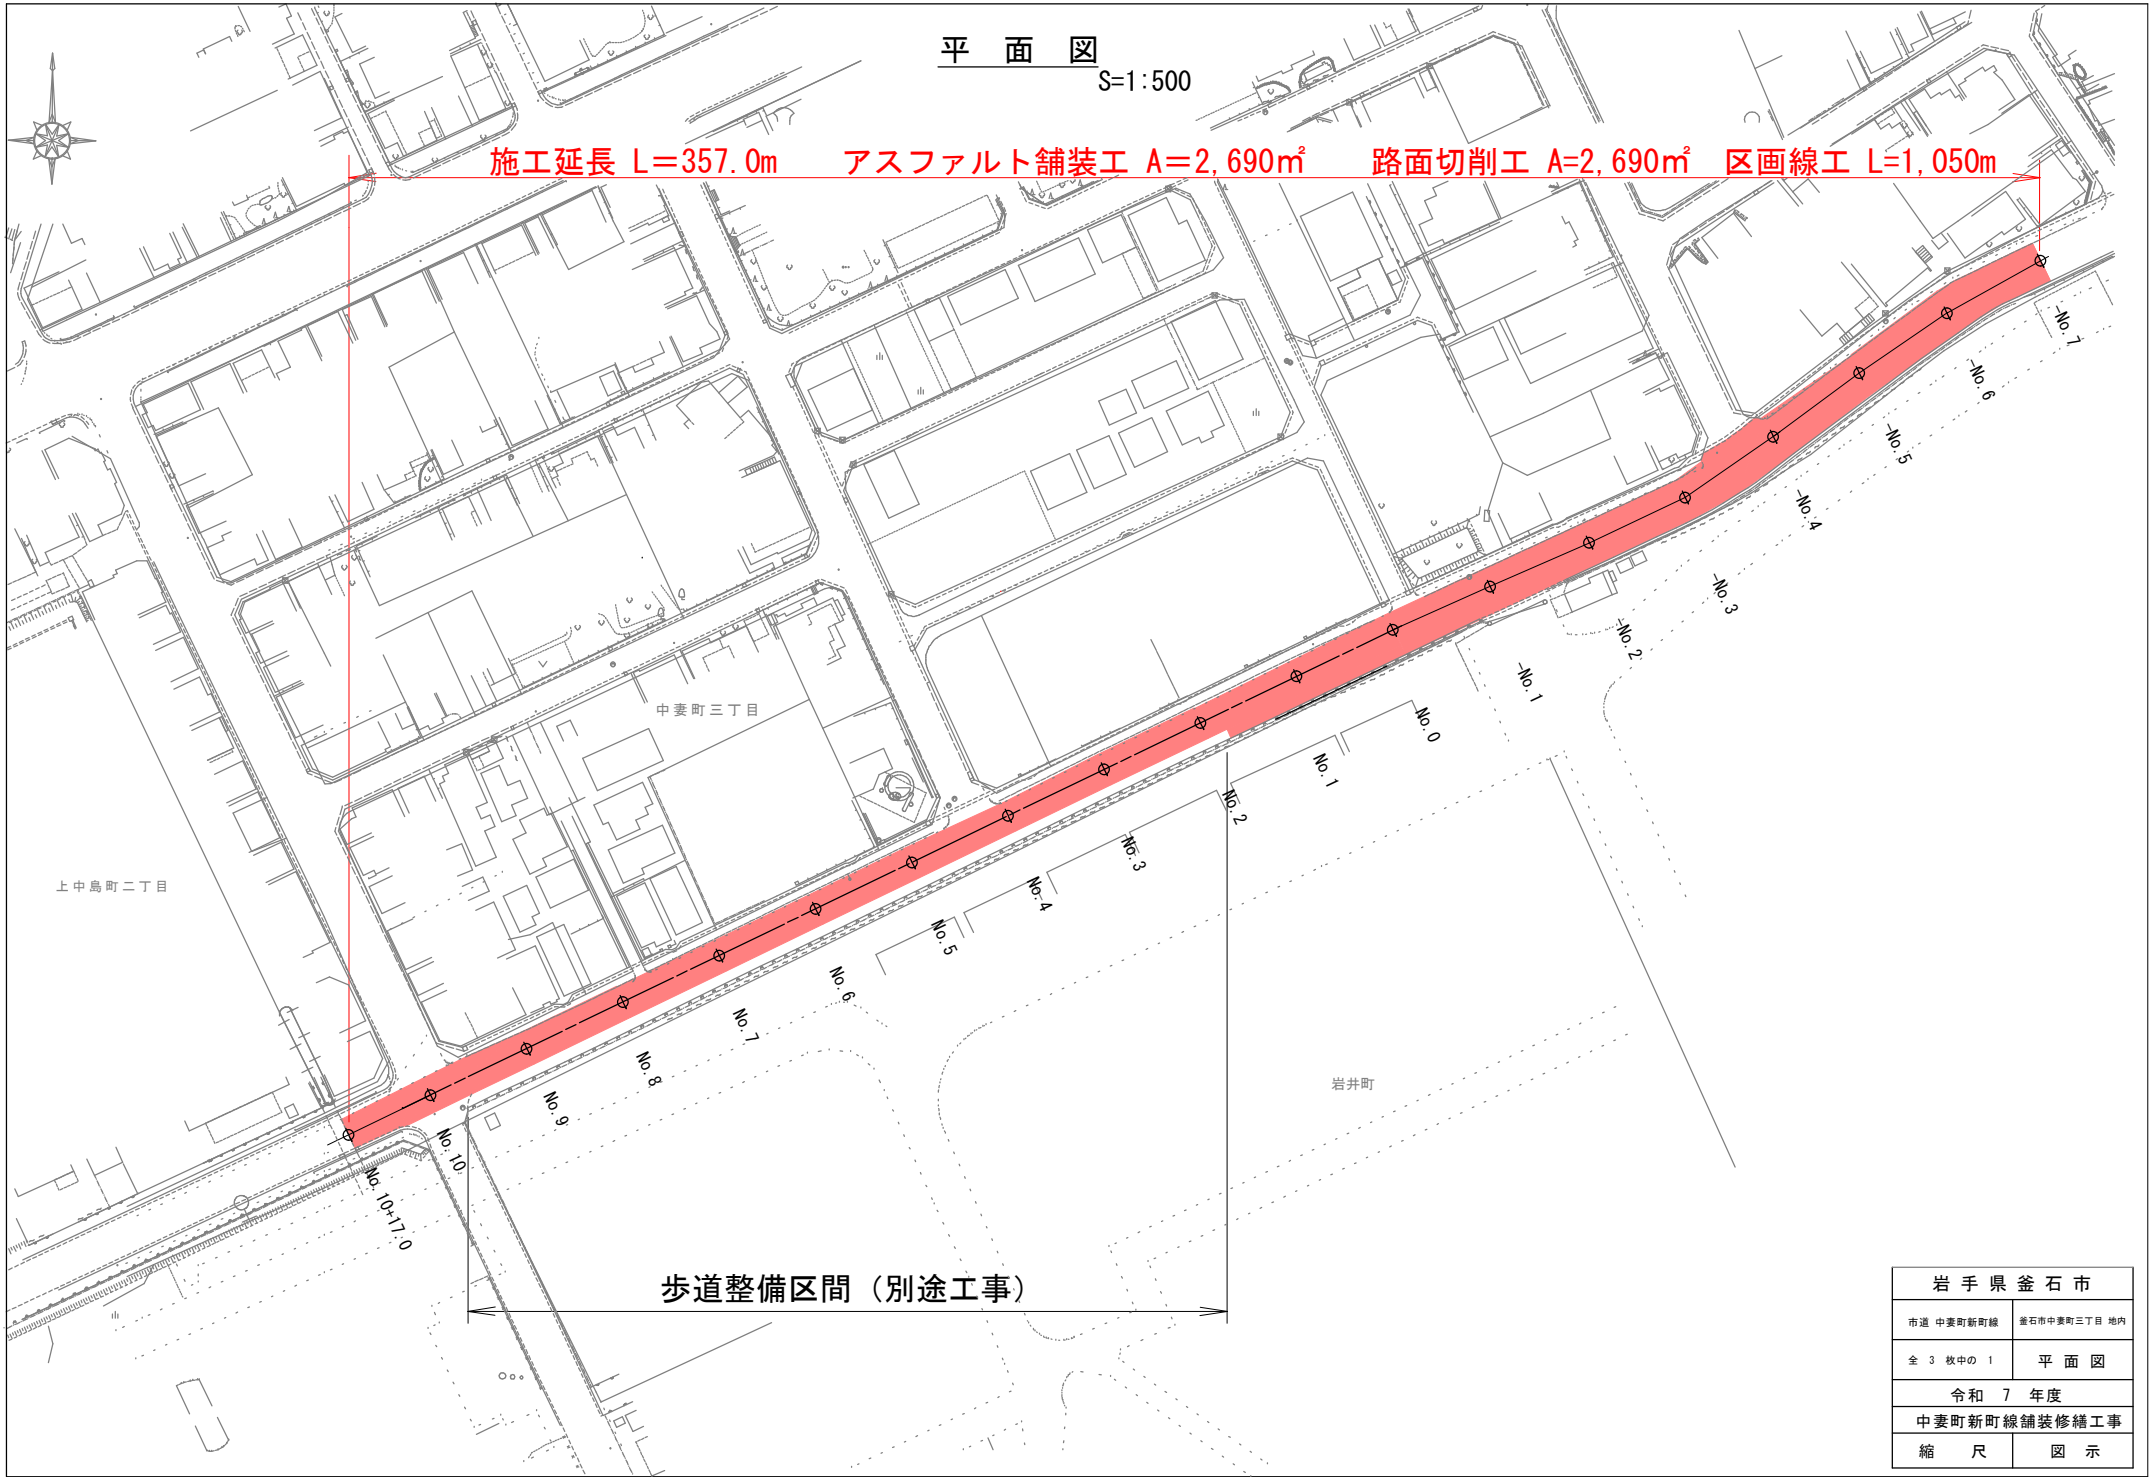 平 面 図
S=1:500
施工延長 L=357.0m アスファルト舗装工 A=2,690㎡ 路面切削工 A=2,690㎡ 区画線工 L=1,050m
-No.7
-No.6
-No.5
-No.4
-No.3
-No.2
-No.1
No.0
No.1
No.2
No.3
No.4
No.5
No.6
No.7
No.8
No.9
No.10
No.10+17.0
中妻町三丁目
上中島町二丁目
岩井町
歩道整備区間（別途工事）
岩 手 県 釜 石 市
市道 中妻町新町線 釜石市中妻町三丁目 地内
全 3 枚中の 1 平 面 図
令和 7 年度
中妻町新町線舗装修繕工事
縮 尺 図 示